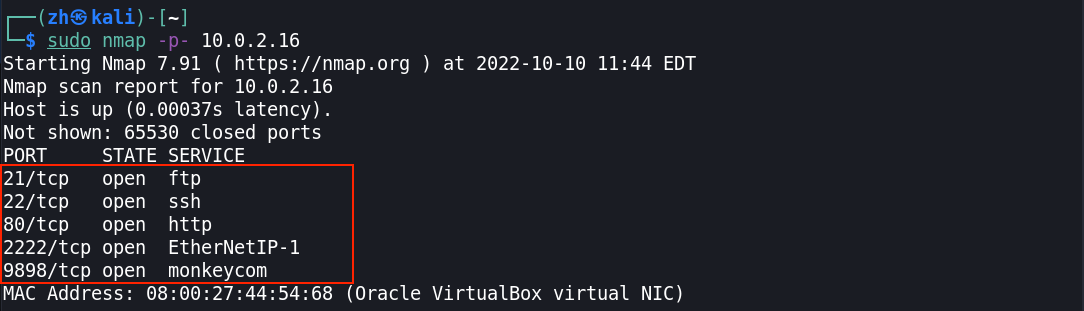 ┌──(zh㉿kali)-[~]
└─$ sudo nmap -p- 10.0.2.16
Starting Nmap 7.91 ( https://nmap.org ) at 2022-10-10 11:44 EDT
Nmap scan report for 10.0.2.16
Host is up (0.00037s latency).
Not shown: 65530 closed ports
PORT     STATE SERVICE
21/tcp   open  ftp
22/tcp   open  ssh
80/tcp   open  http
2222/tcp open  EtherNetIP-1
9898/tcp open  monkeycom
MAC Address: 08:00:27:44:54:68 (Oracle VirtualBox virtual NIC)